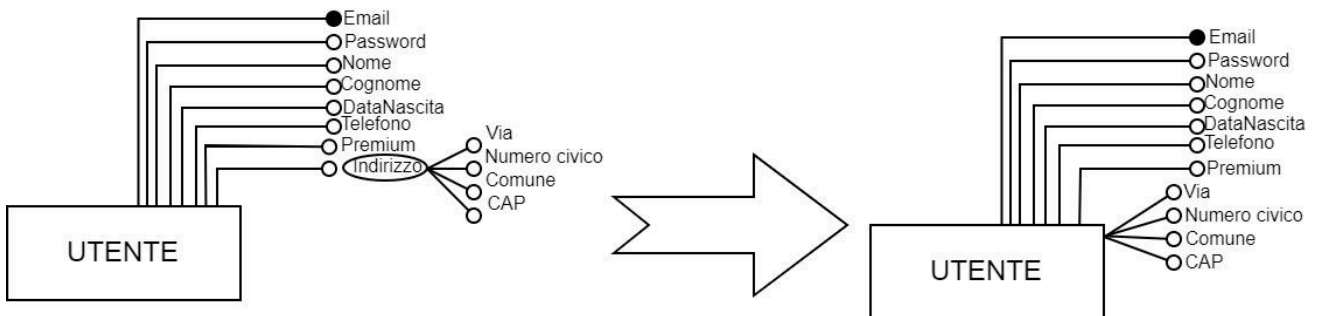 Email
Password
Nome
Cognome
DataNascita
Telefono
Premium
Indirizzo
Via
Numero civico
Comune
CAP
UTENTE
Email
Password
Nome
Cognome
DataNascita
Telefono
Premium
Via
Numero civico
Comune
CAP
UTENTE